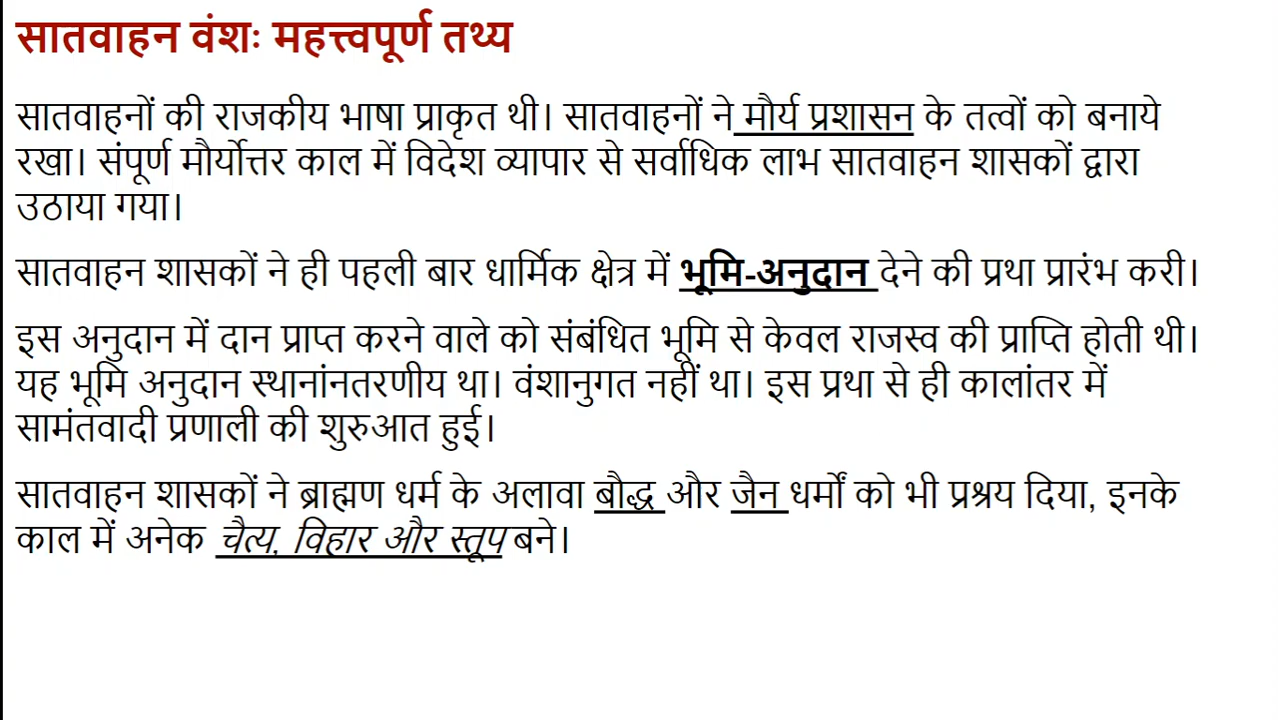 सातवाहन वंशः महत्त्वपूर्ण तथ्य
सातवाहनों की राजकीय भाषा प्राकृत थी। सातवाहनों ने मौर्य प्रशासन के तत्वों को बनाये
रखा। संपूर्ण मौर्योत्तर काल में विदेश व्यापार से सर्वाधिक लाभ सातवाहन शासकों द्वारा
उठाया गया।
सातवाहन शासकों ने ही पहली बार धार्मिक क्षेत्र में भूमि-अनुदान देने की प्रथा प्रारंभ करी।
इस अनुदान में दान प्राप्त करने वाले को संबंधित भूमि से केवल राजस्व की प्राप्ति होती थी।
यह भूमि अनुदान स्थानांनतरणीय था। वंशानुगत नहीं था। इस प्रथा से ही कालांतर में
सामंतवादी प्रणाली की शुरुआत हुई।
सातवाहन शासकों ने ब्राह्मण धर्म के अलावा बौद्ध और जैन धर्मों को भी प्रश्रय दिया, इनके
काल में अनेक चैत्य, विहार और स्तूप बने।